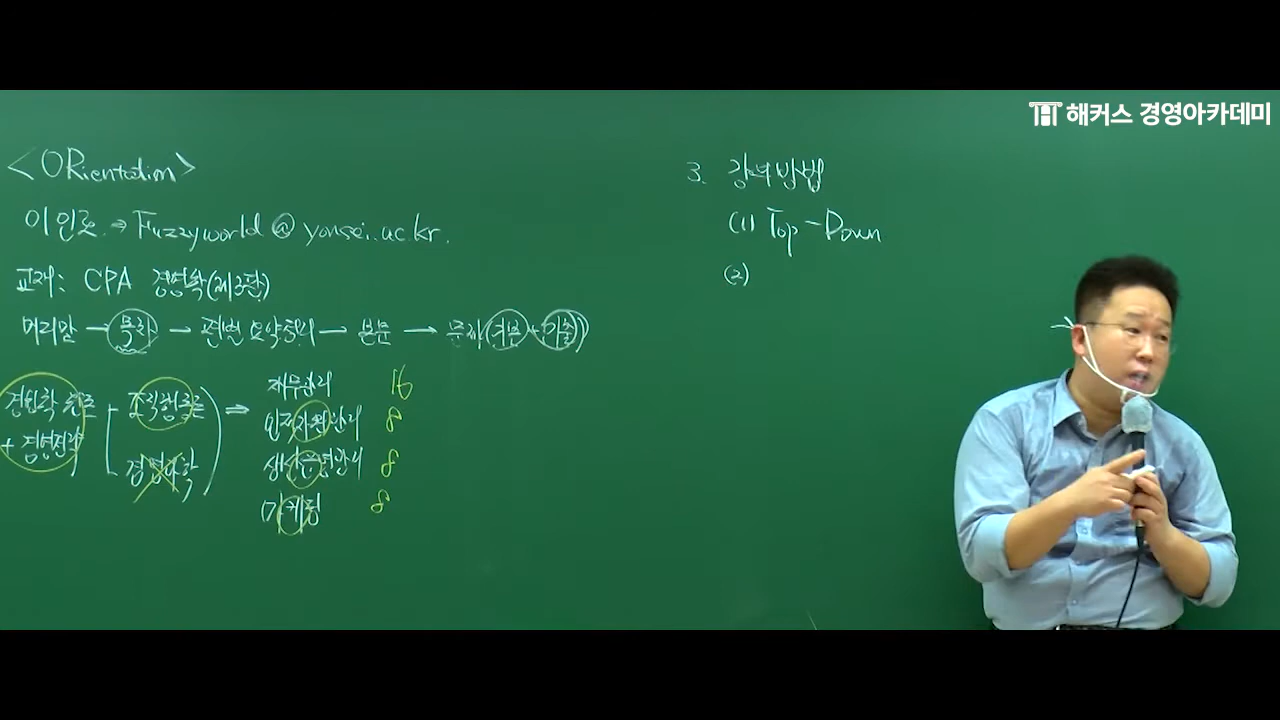 해커스 경영아카데미
<ORientation>
이인호 → Fuzzyworld @ yonsei.ac.kr.
교재: CPA 경영학(제3판)
머리말 → 목차 → 편별 요약정리 → 본문 → 문제(기본 + 기출)
경영학 원론 조직행동론 ⇒ 재무관리 16
+ 경영전략 경영과학 인적자원관리 8
생산운영관리 8
마케팅 8
3. 강의방법
(1) Top-Down
(2)